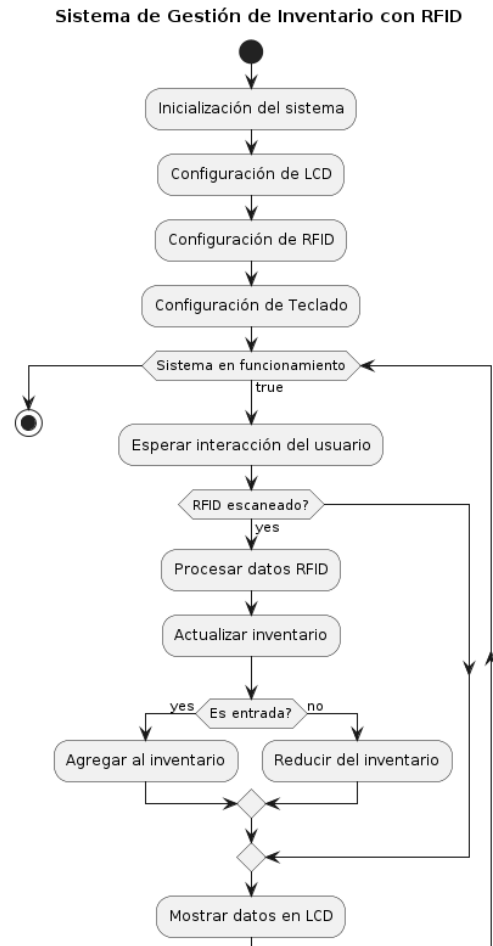 Sistema de Gestión de Inventario con RFID
Inicialización del sistema
Configuración de LCD
Configuración de RFID
Configuración de Teclado
Sistema en funcionamiento
true
Esperar interacción del usuario
RFID escaneado?
yes
Procesar datos RFID
Actualizar inventario
yes
Es entrada?
no
Agregar al inventario
Reducir del inventario
Mostrar datos en LCD